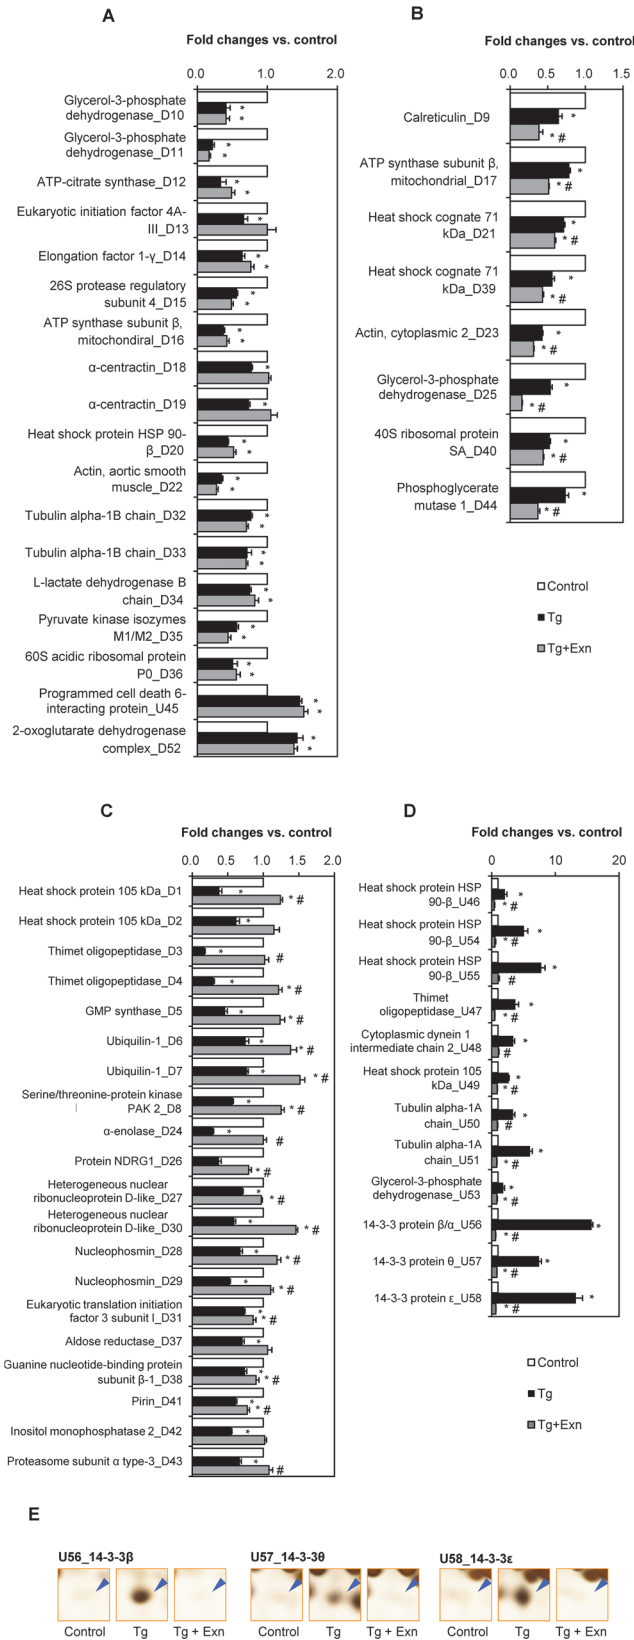 A
Fold changes vs. control
0.0 1.0 2.0
Glycerol-3-phosphate
dehydrogenase_D10
* *
Glycerol-3-phosphate
dehydrogenase_D11
* *
ATP-citrate synthase_D12
* *
Eukaryotic initiation factor 4A-
III_D13
*
Elongation factor 1-γ_D14
* *
26S protease regulatory
subunit 4_D15
* *
ATP synthase subunit β,
mitochondiral_D16
* *
α-centractin_D18
*
α-centractin_D19
*
Heat shock protein HSP 90-
β_D20
* *
Actin, aortic smooth
muscle_D22
* *
Tubulin alpha-1B chain_D32
* *
Tubulin alpha-1B chain_D33
* *
L-lactate dehydrogenase B
chain_D34
* *
Pyruvate kinase isozymes
M1/M2_D35
* *
60S acidic ribosomal protein
P0_D36
* *
Programmed cell death 6-
interacting protein_U45
* *
2-oxoglutarate dehydrogenase
complex_D52
* *
B
Fold changes vs. control
0.0 0.5 1.0 1.5
Calreticulin_D9
*
* #
ATP synthase subunit β,
mitochondrial_D17
*
* #
Heat shock cognate 71
kDa_D21
*
* #
Heat shock cognate 71
kDa_D39
*
* #
Actin, cytoplasmic 2_D23
*
* #
Glycerol-3-phosphate
dehydrogenase_D25
*
* #
40S ribosomal protein
SA_D40
*
* #
Phosphoglycerate
mutase 1_D44
*
* #
Control
Tg
Tg+Exn
C
Fold changes vs. control
0.0 0.5 1.0 1.5 2.0
Heat shock protein 105 kDa_D1
*
* #
Heat shock protein 105 kDa_D2
*
Thimet oligopeptidase_D3
*
#
Thimet oligopeptidase_D4
*
* #
GMP synthase_D5
*
* #
Ubiquilin-1_D6
*
* #
Ubiquilin-1_D7
*
* #
Serine/threonine-protein kinase
PAK 2_D8
*
* #
α-enolase_D24
*
#
Protein NDRG1_D26
*
* #
Heterogeneous nuclear
ribonucleoprotein D-like_D27
*
* #
Heterogeneous nuclear
ribonucleoprotein D-like_D30
*
* #
Nucleophosmin_D28
*
* #
Nucleophosmin_D29
*
* #
Eukaryotic translation initiation
factor 3 subunit I_D31
*
* #
Aldose reductase_D37
*
Guanine nucleotide-binding protein
subunit β-1_D38
*
* #
Pirin_D41
*
* #
Inositol monophosphatase 2_D42
*
Proteasome subunit α type-3_D43
*
#
D
Fold changes vs. control
0 10 20
Heat shock protein HSP
90-β_U46
*
* #
Heat shock protein HSP
90-β_U54
*
* #
Heat shock protein HSP
90-β_U55
*
#
Thimet
oligopeptidase_U47
*
* #
Cytoplasmic dynein 1
intermediate chain 2_U48
*
#
Heat shock protein 105
kDa_U49
*
* #
Tubulin alpha-1A
chain_U50
*
#
Tubulin alpha-1A
chain_U51
*
* #
Glycerol-3-phosphate
dehydrogenase_U53
*
* #
14-3-3 protein β/α_U56
*
* #
14-3-3 protein θ_U57
*
* #
14-3-3 protein ε_U58
*
* #
Control
Tg
Tg+Exn
E
U56_14-3-3β U57_14-3-3θ U58_14-3-3ε
Control Tg Tg + Exn Control Tg Tg + Exn Control Tg Tg + Exn